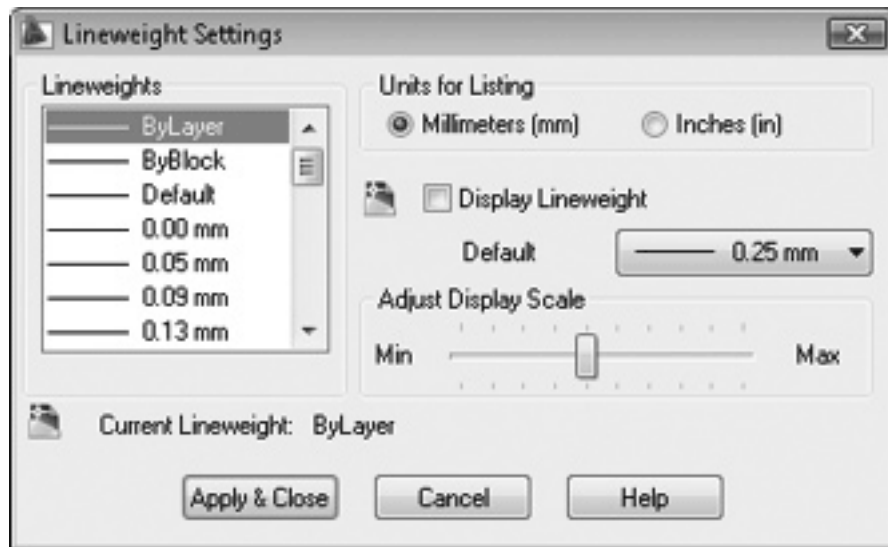 Lineweight Settings
Lineweights
ByLayer
ByBlock
Default
0.00 mm
0.05 mm
0.09 mm
0.13 mm
Units for Listing
Millimeters (mm)
Inches (in)
Display Lineweight
Default
0.25 mm
Adjust Display Scale
Min
Max
Current Lineweight: ByLayer
Apply & Close
Cancel
Help